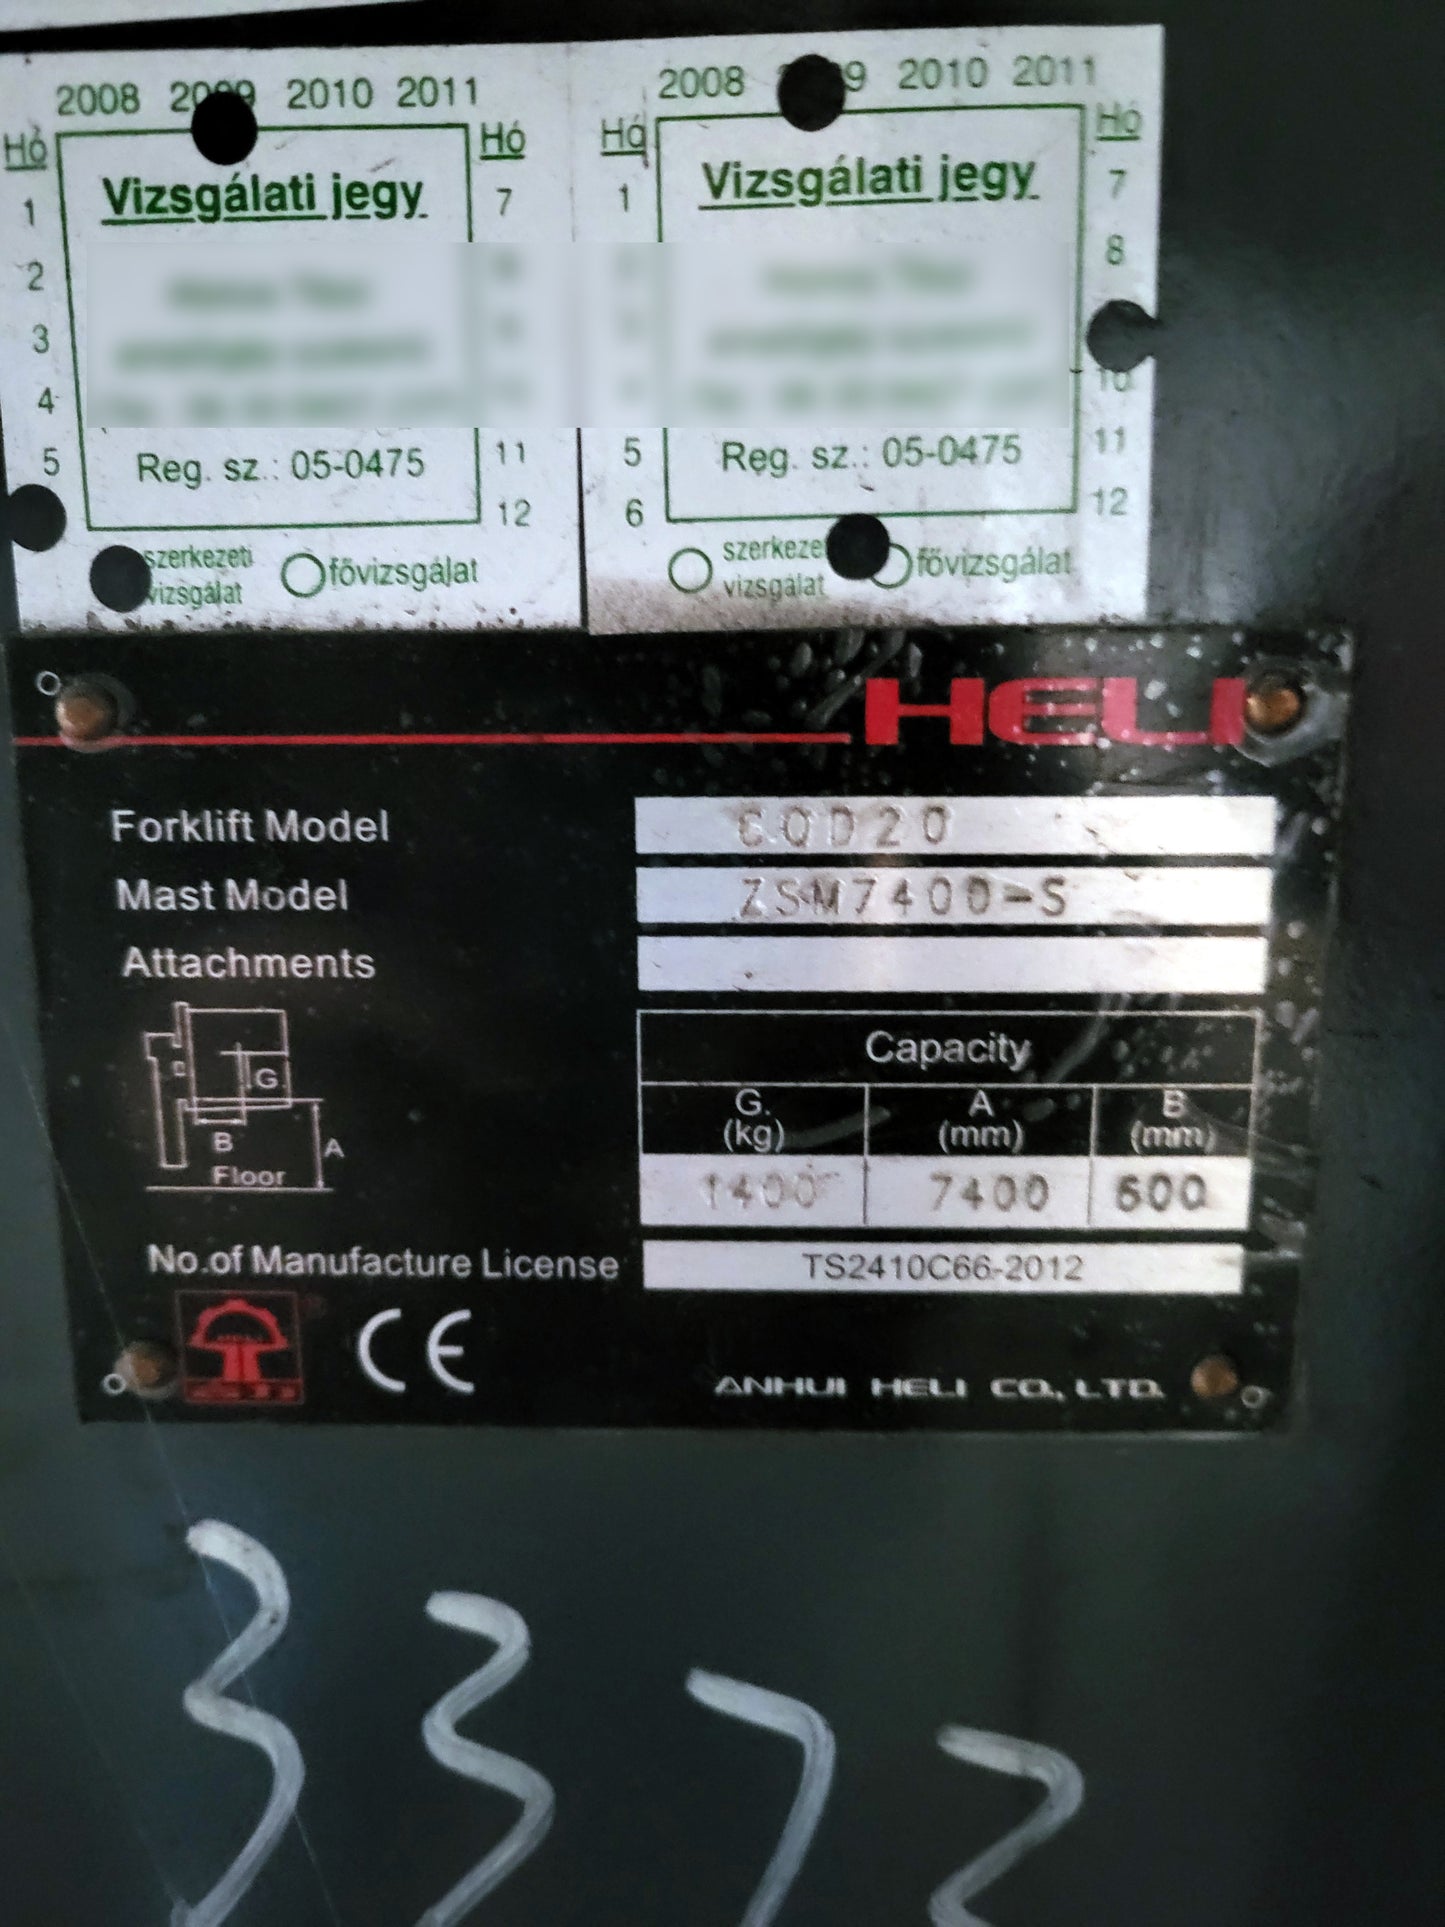 2008 2009 2010 2011
Hó Hó
Vizsgálati jegy
1 7
2
3
4
5 11
Reg. sz.: 05-0475
12
szerkezeti vizsgálat
fővizsgálat
2008 2010 2011
Hó Hó
Vizsgálati jegy
1 7
8
10
5 11
Reg. sz.: 05-0475
6 12
vizsgálat
fővizsgálat
HELI
Forklift Model CQD20
Mast Model ZSM7400-S
Attachments
G
B
A
Floor
Capacity
G. (kg) A (mm) B (mm)
1400 7400 600
No.of Manufacture License TS2410C66-2012
CE
ANHUI HELI CO., LTD.
3372